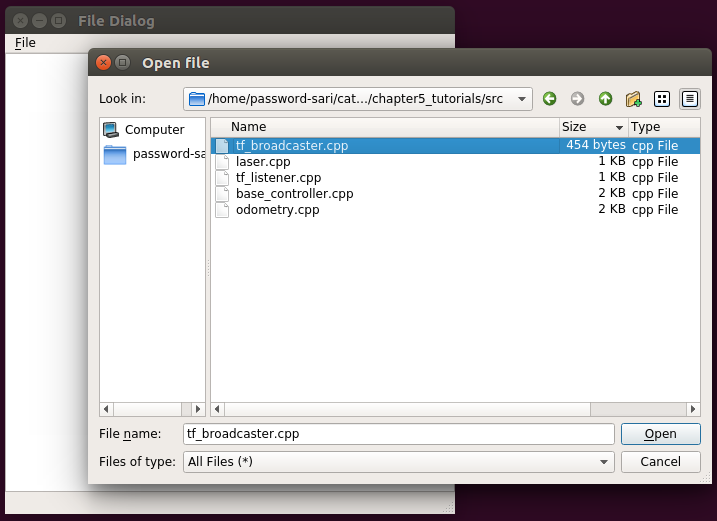 File Dialog
File
Open file
Look in: /home/password-sari/cat.../chapter5_tutorials/src
Computer
password-sa
Name Size Type
tf_broadcaster.cpp 454 bytes cpp File
laser.cpp 1 KB cpp File
tf_listener.cpp 1 KB cpp File
base_controller.cpp 2 KB cpp File
odometry.cpp 2 KB cpp File
File name: tf_broadcaster.cpp Open
Files of type: All Files (*) Cancel